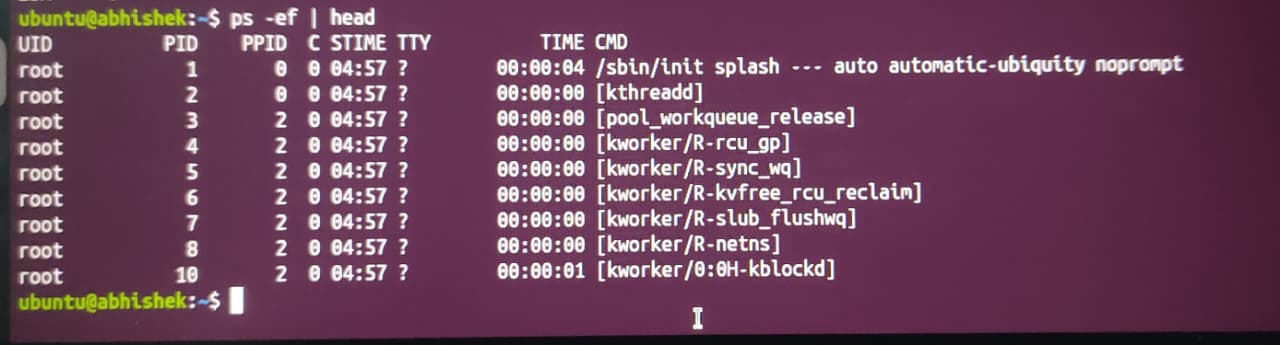 ubuntu@abhishek:~$ ps -ef | head
UID          PID    PPID  C STIME TTY          TIME CMD
root           1       0  0 04:57 ?        00:00:04 /sbin/init splash --- auto automatic-ubiquity noprompt
root           2       0  0 04:57 ?        00:00:00 [kthreadd]
root           3       2  0 04:57 ?        00:00:00 [pool_workqueue_release]
root           4       2  0 04:57 ?        00:00:00 [kworker/R-rcu_gp]
root           5       2  0 04:57 ?        00:00:00 [kworker/R-sync_wq]
root           6       2  0 04:57 ?        00:00:00 [kworker/R-kvfree_rcu_reclaim]
root           7       2  0 04:57 ?        00:00:00 [kworker/R-slub_flushwq]
root           8       2  0 04:57 ?        00:00:00 [kworker/R-netns]
root          10       2  0 04:57 ?        00:00:01 [kworker/0:0H-kblockd]
ubuntu@abhishek:~$